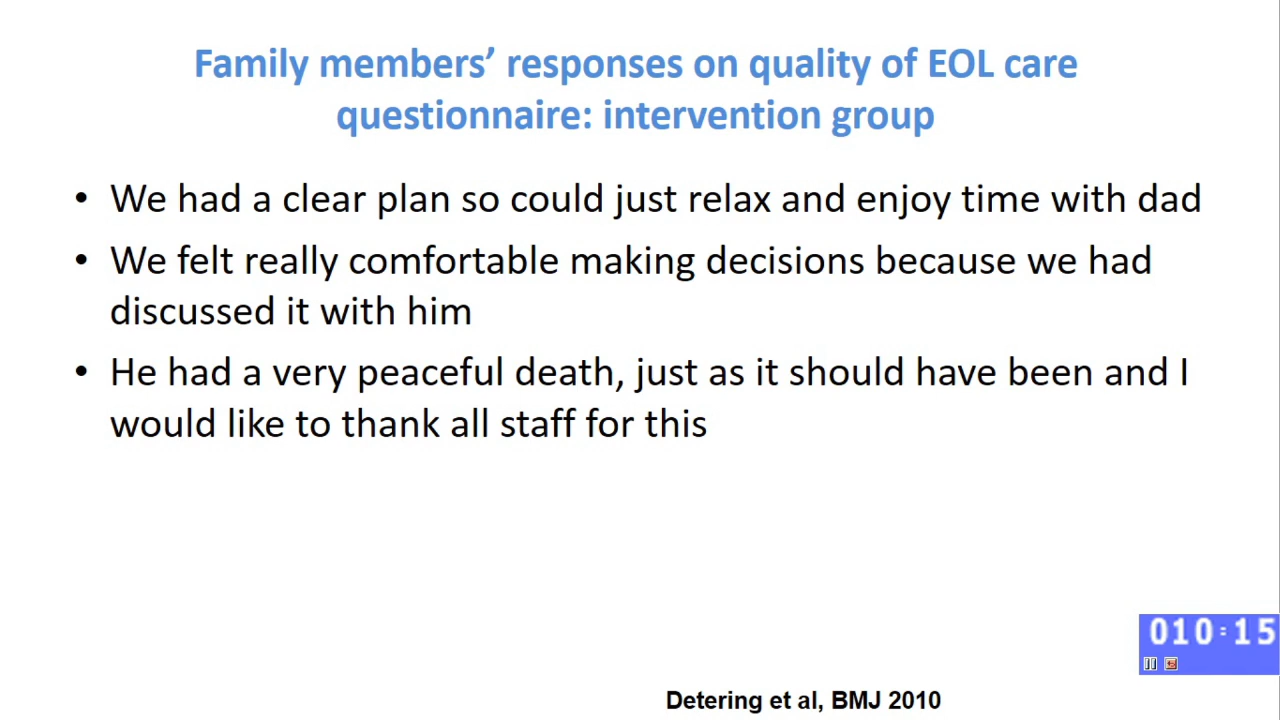 Family members’ responses on quality of EOL care
questionnaire: intervention group
• We had a clear plan so could just relax and enjoy time with dad
• We felt really comfortable making decisions because we had
discussed it with him
• He had a very peaceful death, just as it should have been and I
would like to thank all staff for this
010:15
Detering et al, BMJ 2010